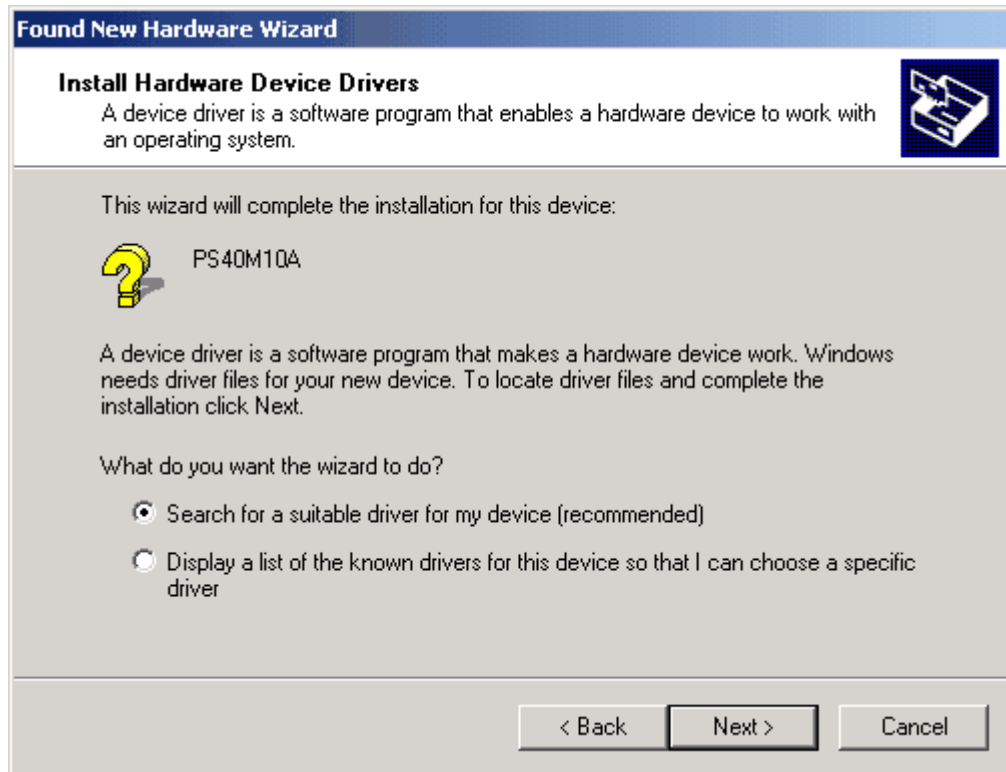 Found New Hardware Wizard
Install Hardware Device Drivers
A device driver is a software program that enables a hardware device to work with
an operating system.
This wizard will complete the installation for this device:
PS40M10A
A device driver is a software program that makes a hardware device work. Windows
needs driver files for your new device. To locate driver files and complete the
installation click Next.
What do you want the wizard to do?
Search for a suitable driver for my device (recommended)
Display a list of the known drivers for this device so that I can choose a specific
driver
< Back Next > Cancel